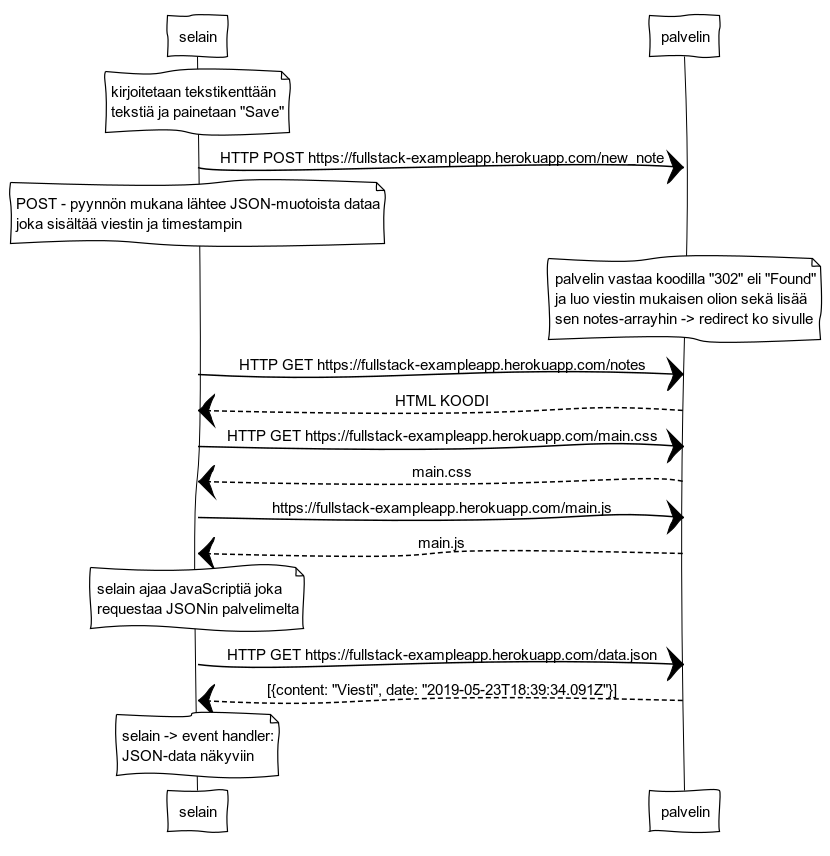 selain
palvelin
kirjoitetaan tekstikenttään
tekstiä ja painetaan "Save"
HTTP POST https://fullstack-exampleapp.herokuapp.com/new_note
POST - pyynnön mukana lähtee JSON-muotoista dataa
joka sisältää viestin ja timestampin
palvelin vastaa koodilla "302" eli "Found"
ja luo viestin mukaisen olion sekä lisää
sen notes-arrayhin -> redirect ko sivulle
HTTP GET https://fullstack-exampleapp.herokuapp.com/notes
HTML KOODI
HTTP GET https://fullstack-exampleapp.herokuapp.com/main.css
main.css
https://fullstack-exampleapp.herokuapp.com/main.js
main.js
selain ajaa JavaScriptiä joka
requestaa JSONin palvelimelta
HTTP GET https://fullstack-exampleapp.herokuapp.com/data.json
[{content: "Viesti", date: "2019-05-23T18:39:34.091Z"}]
selain -> event handler:
JSON-data näkyviin
selain
palvelin